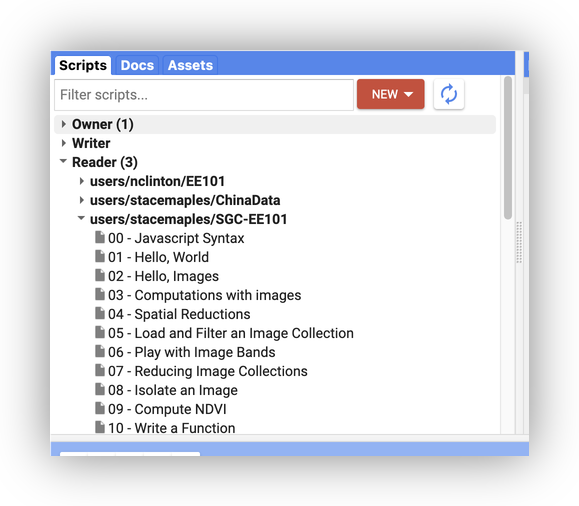 Scripts Docs Assets
Filter scripts...
NEW
Owner (1)
Writer
Reader (3)
users/nclinton/EE101
users/stacemaples/ChinaData
users/stacemaples/SGC-EE101
00 - Javascript Syntax
01 - Hello, World
02 - Hello, Images
03 - Computations with images
04 - Spatial Reductions
05 - Load and Filter an Image Collection
06 - Play with Image Bands
07 - Reducing Image Collections
08 - Isolate an Image
09 - Compute NDVI
10 - Write a Function